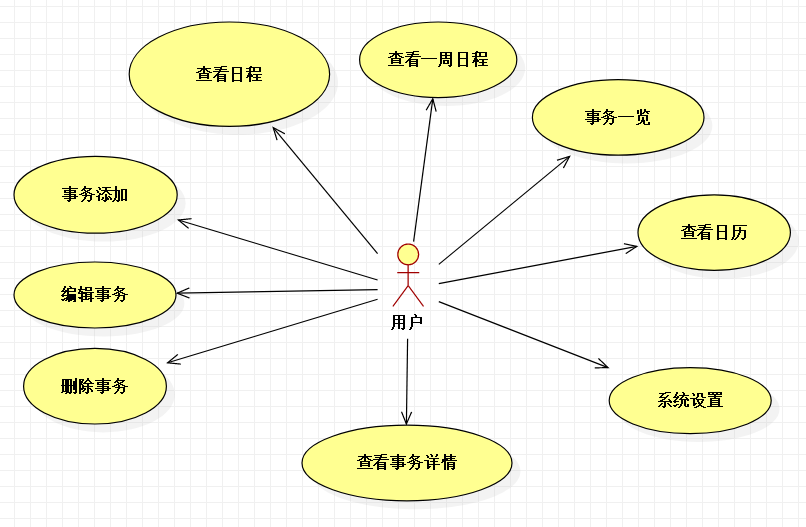 查看一周日程
查看日程
事务一览
事务添加
查看日历
编辑事务
用户
删除事务
系统设置
查看事务详情